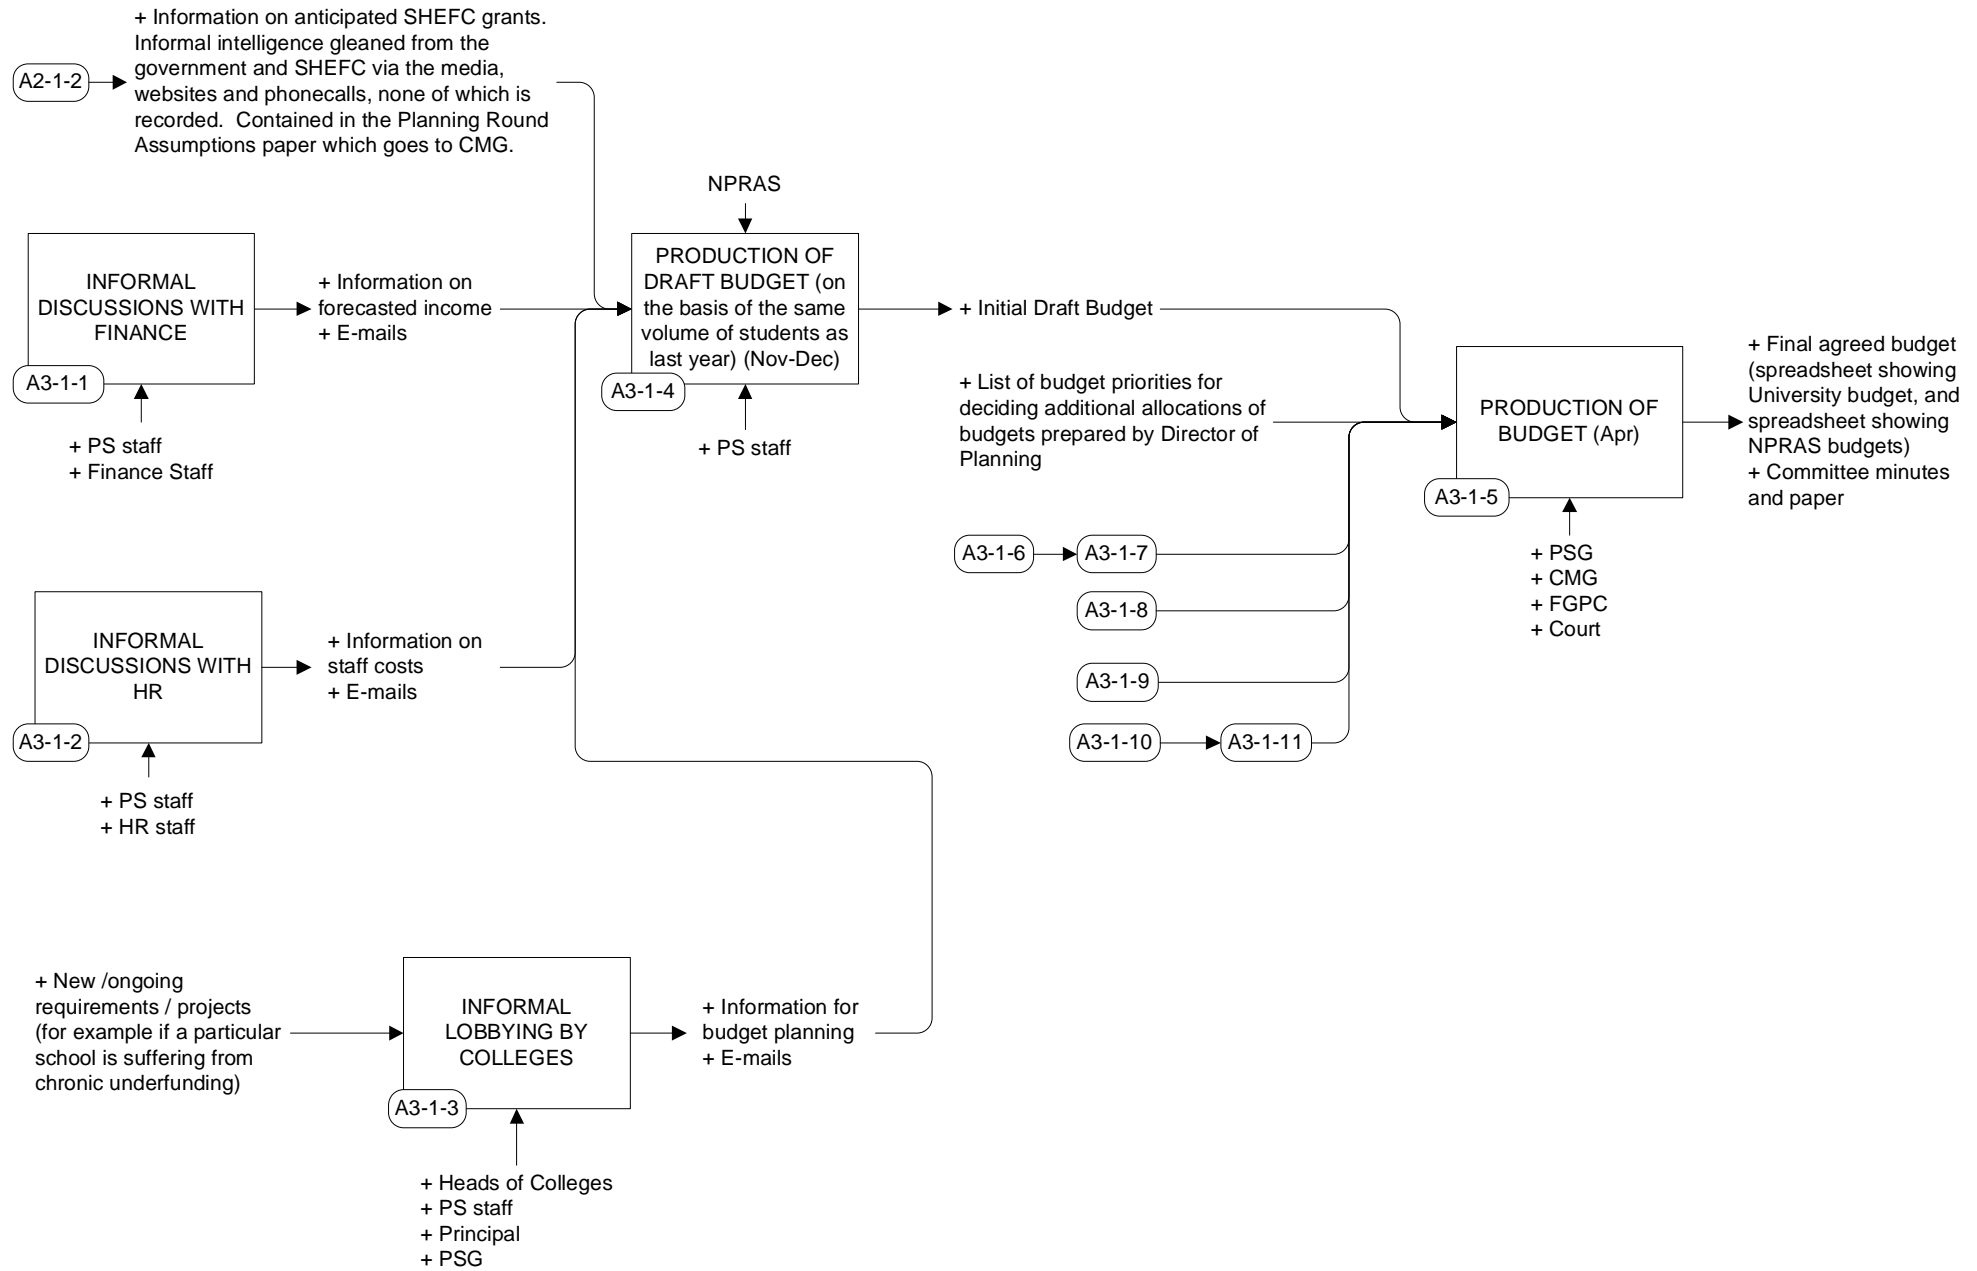 + Information on anticipated SHEFC grants.
Informal intelligence gleaned from the
government and SHEFC via the media,
websites and phonecalls, none of which is
recorded.  Contained in the Planning Round
Assumptions paper which goes to CMG.
A2-1-2
NPRAS
INFORMAL
DISCUSSIONS WITH
FINANCE
A3-1-1
+ PS staff
+ Finance Staff
+ Information on
forecasted income
+ E-mails
PRODUCTION OF
DRAFT BUDGET (on
the basis of the same
volume of students as
last year) (Nov-Dec)
A3-1-4
+ PS staff
+ Initial Draft Budget
+ List of budget priorities for
deciding additional allocations of
budgets prepared by Director of
Planning
PRODUCTION OF
BUDGET (Apr)
A3-1-5
+ PSG
+ CMG
+ FGPC
+ Court
+ Final agreed budget
(spreadsheet showing
University budget, and
spreadsheet showing
NPRAS budgets)
+ Committee minutes
and paper
A3-1-6
A3-1-7
A3-1-8
A3-1-9
A3-1-10
A3-1-11
INFORMAL
DISCUSSIONS WITH
HR
A3-1-2
+ PS staff
+ HR staff
+ Information on
staff costs
+ E-mails
+ New /ongoing
requirements / projects
(for example if a particular
school is suffering from
chronic underfunding)
INFORMAL
LOBBYING BY
COLLEGES
A3-1-3
+ Heads of Colleges
+ PS staff
+ Principal
+ PSG
+ Information for
budget planning
+ E-mails